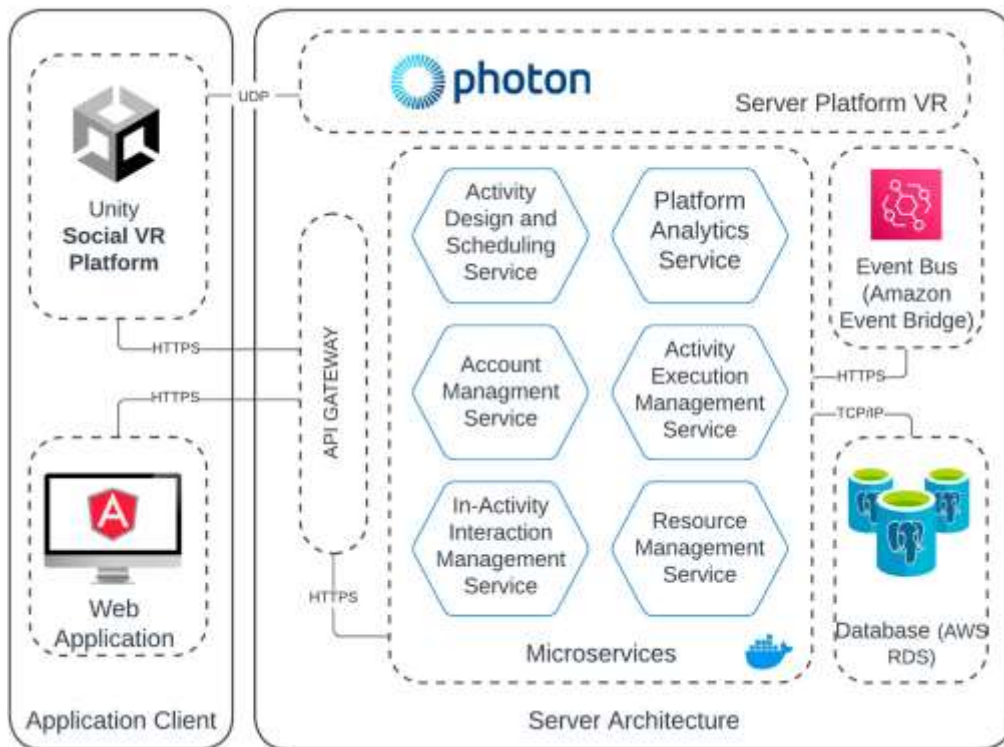 photon
Server Platform VR
UDP
Unity
Social VR
Platform
HTTPS
HTTPS
A
Web
Application
Application Client
API GATEWAY
HTTPS
Activity
Design and
Scheduling
Service
Platform
Analytics
Service
Account
Managment
Service
Activity
Execution
Management
Service
In-Activity
Interaction
Management
Service
Resource
Management
Service
Microservices
Event Bus
(Amazon
Event Bridge)
HTTPS
TCP/IP
Database (AWS
RDS)
Server Architecture